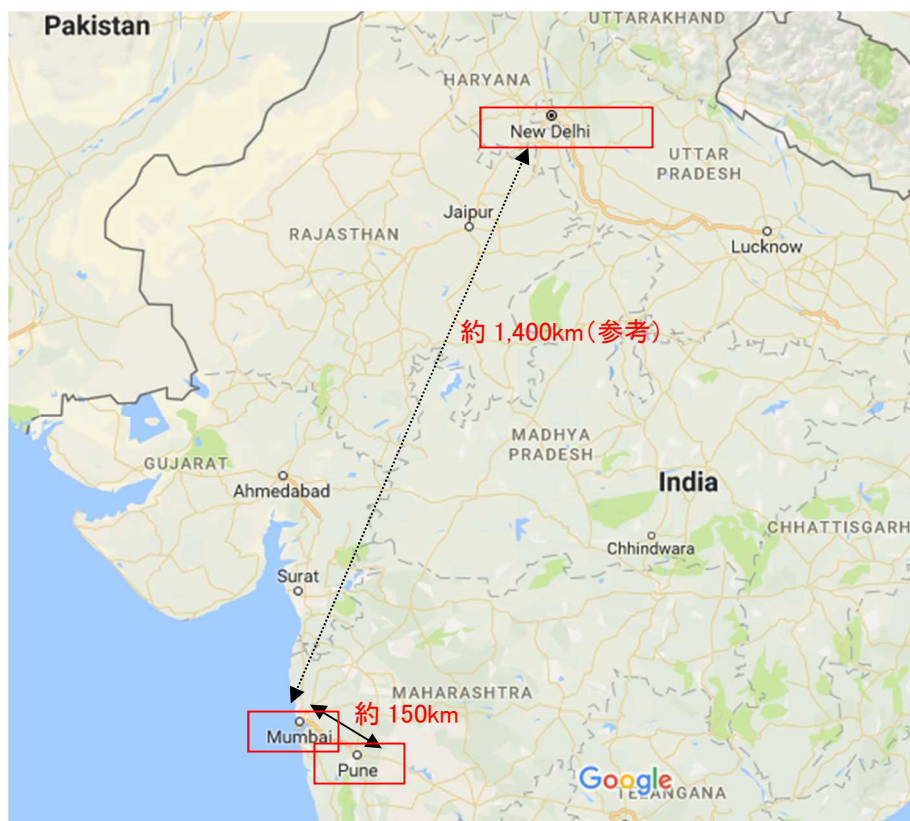 Pakistan
UTTARAKHAND
HARYANA
New Delhi
UTTAR
PRADESH
Jaipur
RAJASTHAN
Lucknow
約 1,400km（参考）
MADHYA
PRADESH
GUJARAT
Ahmedabad
India
CHHATTISGARH
Chhindwara
Surat
MAHARASHTRA
約 150km
Mumbai
Pune
Google
TELANGANA